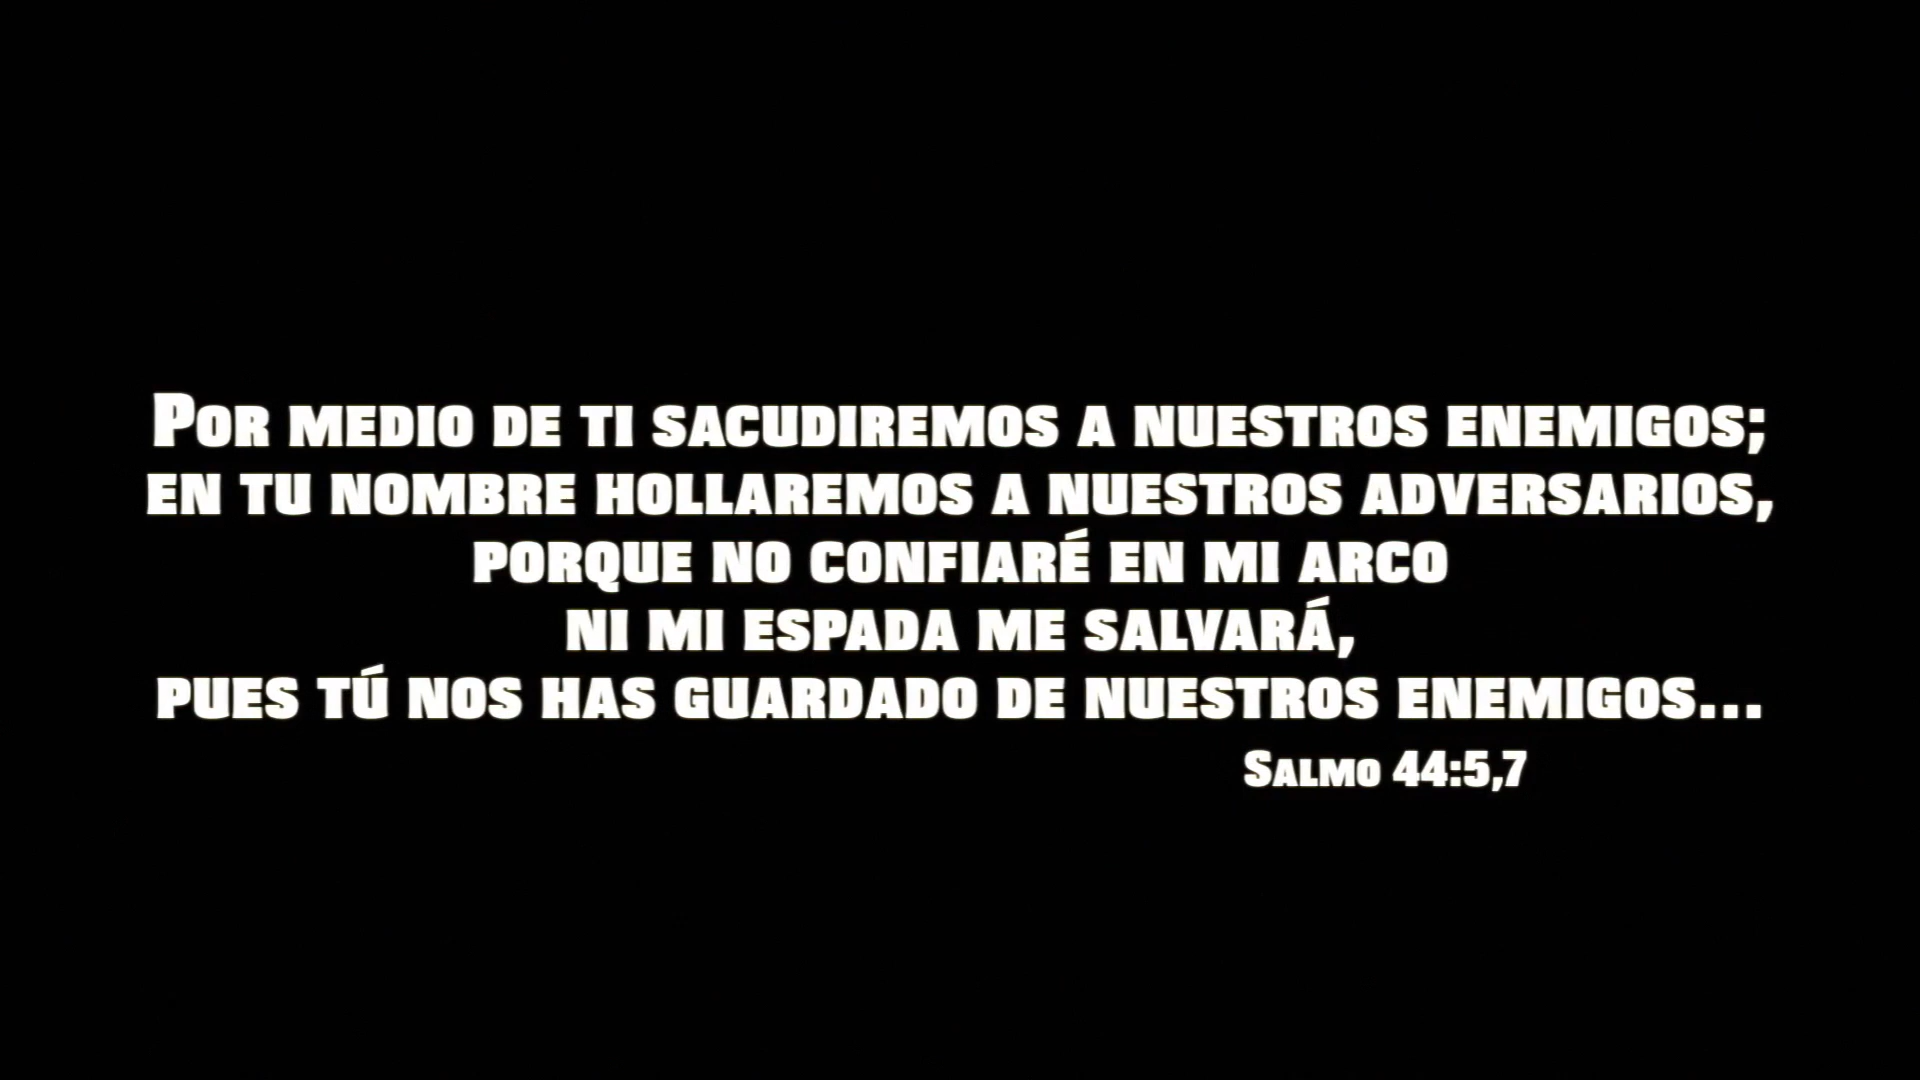 Por medio de ti sacudiremos a nuestros enemigos;
en tu nombre hollaremos a nuestros adversarios,
porque no confiaré en mi arco
ni mi espada me salvará,
pues tú nos has guardado de nuestros enemigos...
Salmo 44:5,7